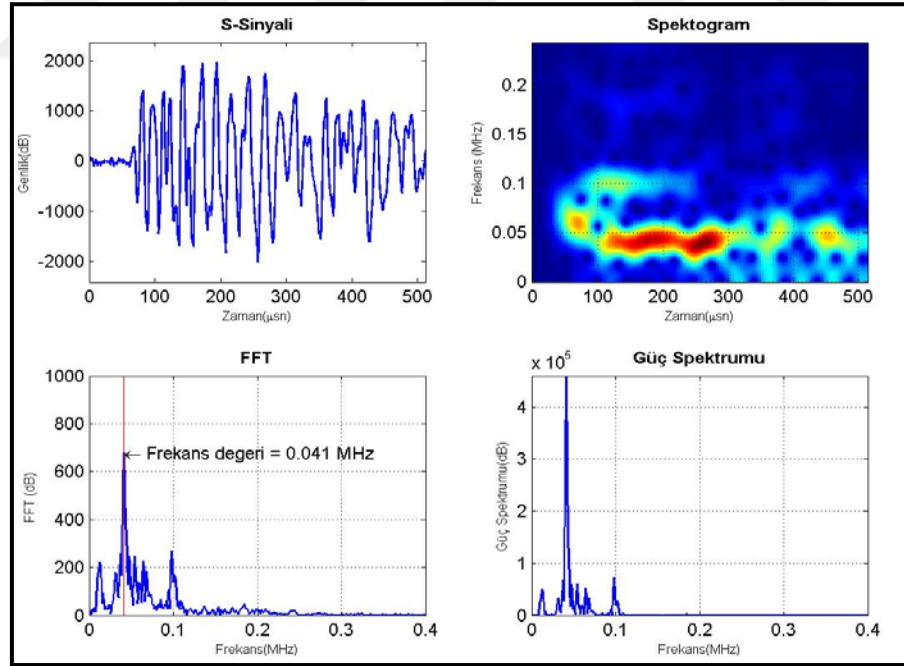 S-Sinyali
Genlik(dB)
2000
1000
0
-1000
-2000
0 100 200 300 400 500
Zaman(µsn)
Spektogram
Frekans (MHz)
0.2
0.15
0.1
0.05
0
0 100 200 300 400 500
Zaman(µsn)
FFT
FFT (dB)
1000
800
600
400
200
0
← Frekans degeri = 0.041 MHz
0 0.1 0.2 0.3 0.4
Frekans(MHz)
Güç Spektrumu
x 10⁵
Güç Spektrumu(dB)
4
3
2
1
0
0 0.1 0.2 0.3 0.4
Frekans(MHz)